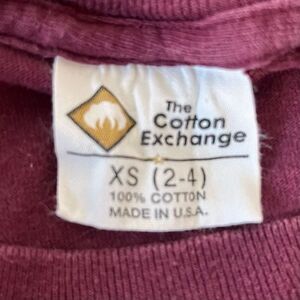 The
Cotton
Exchange
XS (2-4)
100% COTTON
MADE IN U.S.A.